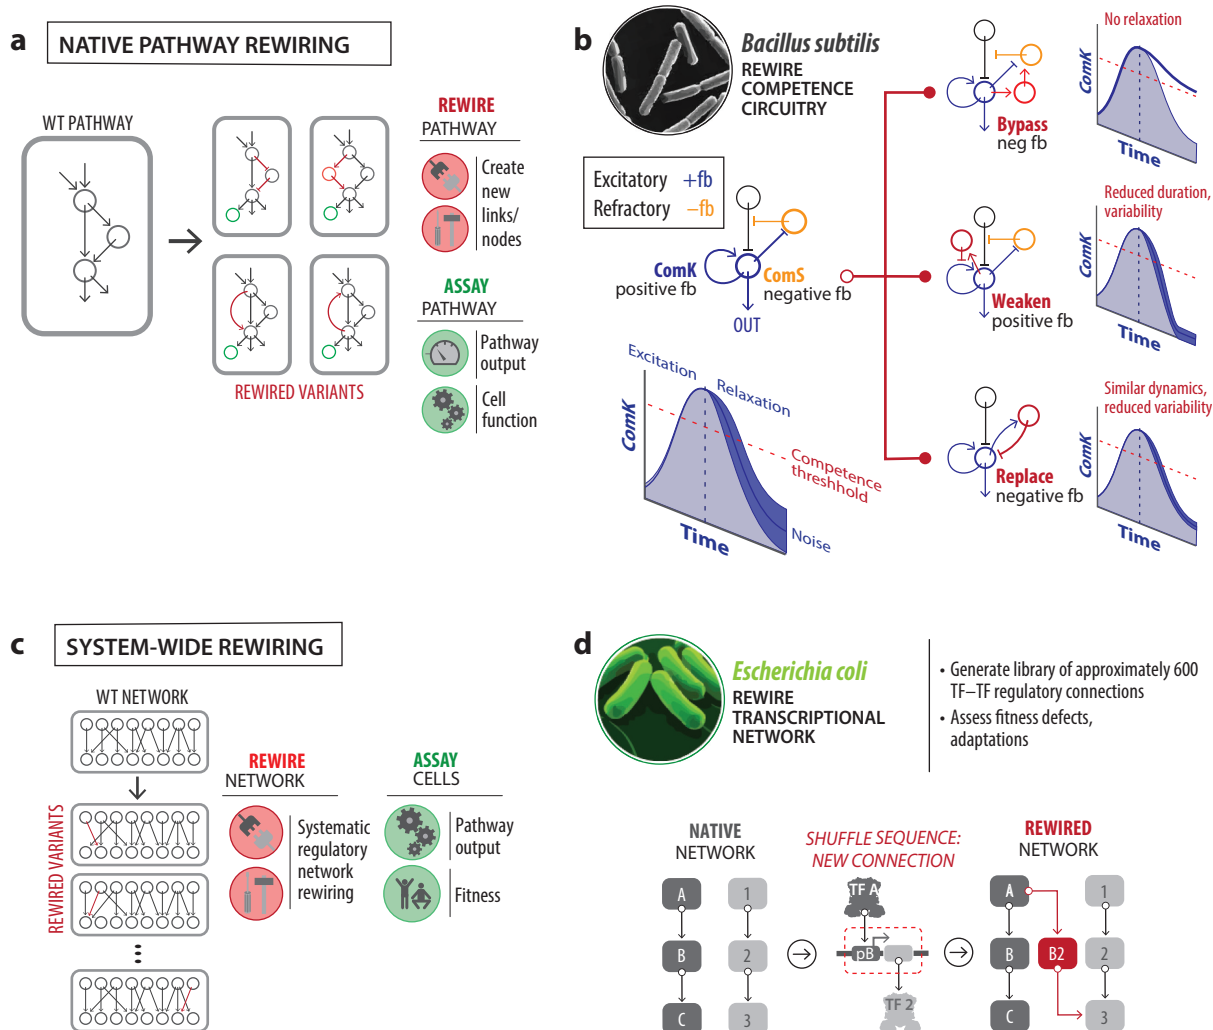 a
NATIVE PATHWAY REWIRING
WT PATHWAY
REWIRED VARIANTS
REWIRE
PATHWAY
Create
new
links/
nodes
ASSAY
PATHWAY
Pathway
output
Cell
function
b
Bacillus subtilis
REWIRE
COMPETENCE
CIRCUITRY
Excitatory +fb
Refractory –fb
ComK
positive fb
ComS
negative fb
OUT
Excitation
Relaxation
ComK
Competence
threshhold
Noise
Time
Bypass
neg fb
No relaxation
ComK
Time
Weaken
positive fb
Reduced duration,
variability
ComK
Time
Replace
negative fb
Similar dynamics,
reduced variability
ComK
Time
c
SYSTEM-WIDE REWIRING
WT NETWORK
REWIRED VARIANTS
REWIRE
NETWORK
Systematic
regulatory
network
rewiring
ASSAY
CELLS
Pathway
output
Fitness
d
Escherichia coli
REWIRE
TRANSCRIPTIONAL
NETWORK
• Generate library of approximately 600
TF–TF regulatory connections
• Assess fitness defects,
adaptations
NATIVE
NETWORK
A 1
B 2
C 3
SHUFFLE SEQUENCE:
NEW CONNECTION
TF A
pB
TF 2
REWIRED
NETWORK
A 1
B B2 2
C 3